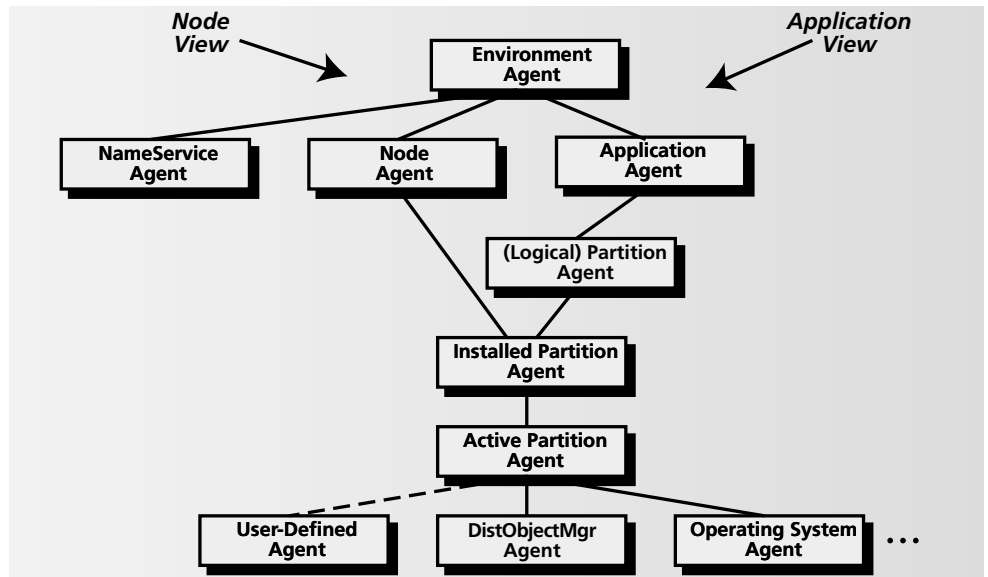 Node
View
Application
View
Environment
Agent
NameService
Agent
Node
Agent
Application
Agent
(Logical) Partition
Agent
Installed Partition
Agent
Active Partition
Agent
User-Defined
Agent
DistObjectMgr
Agent
Operating System
Agent
...